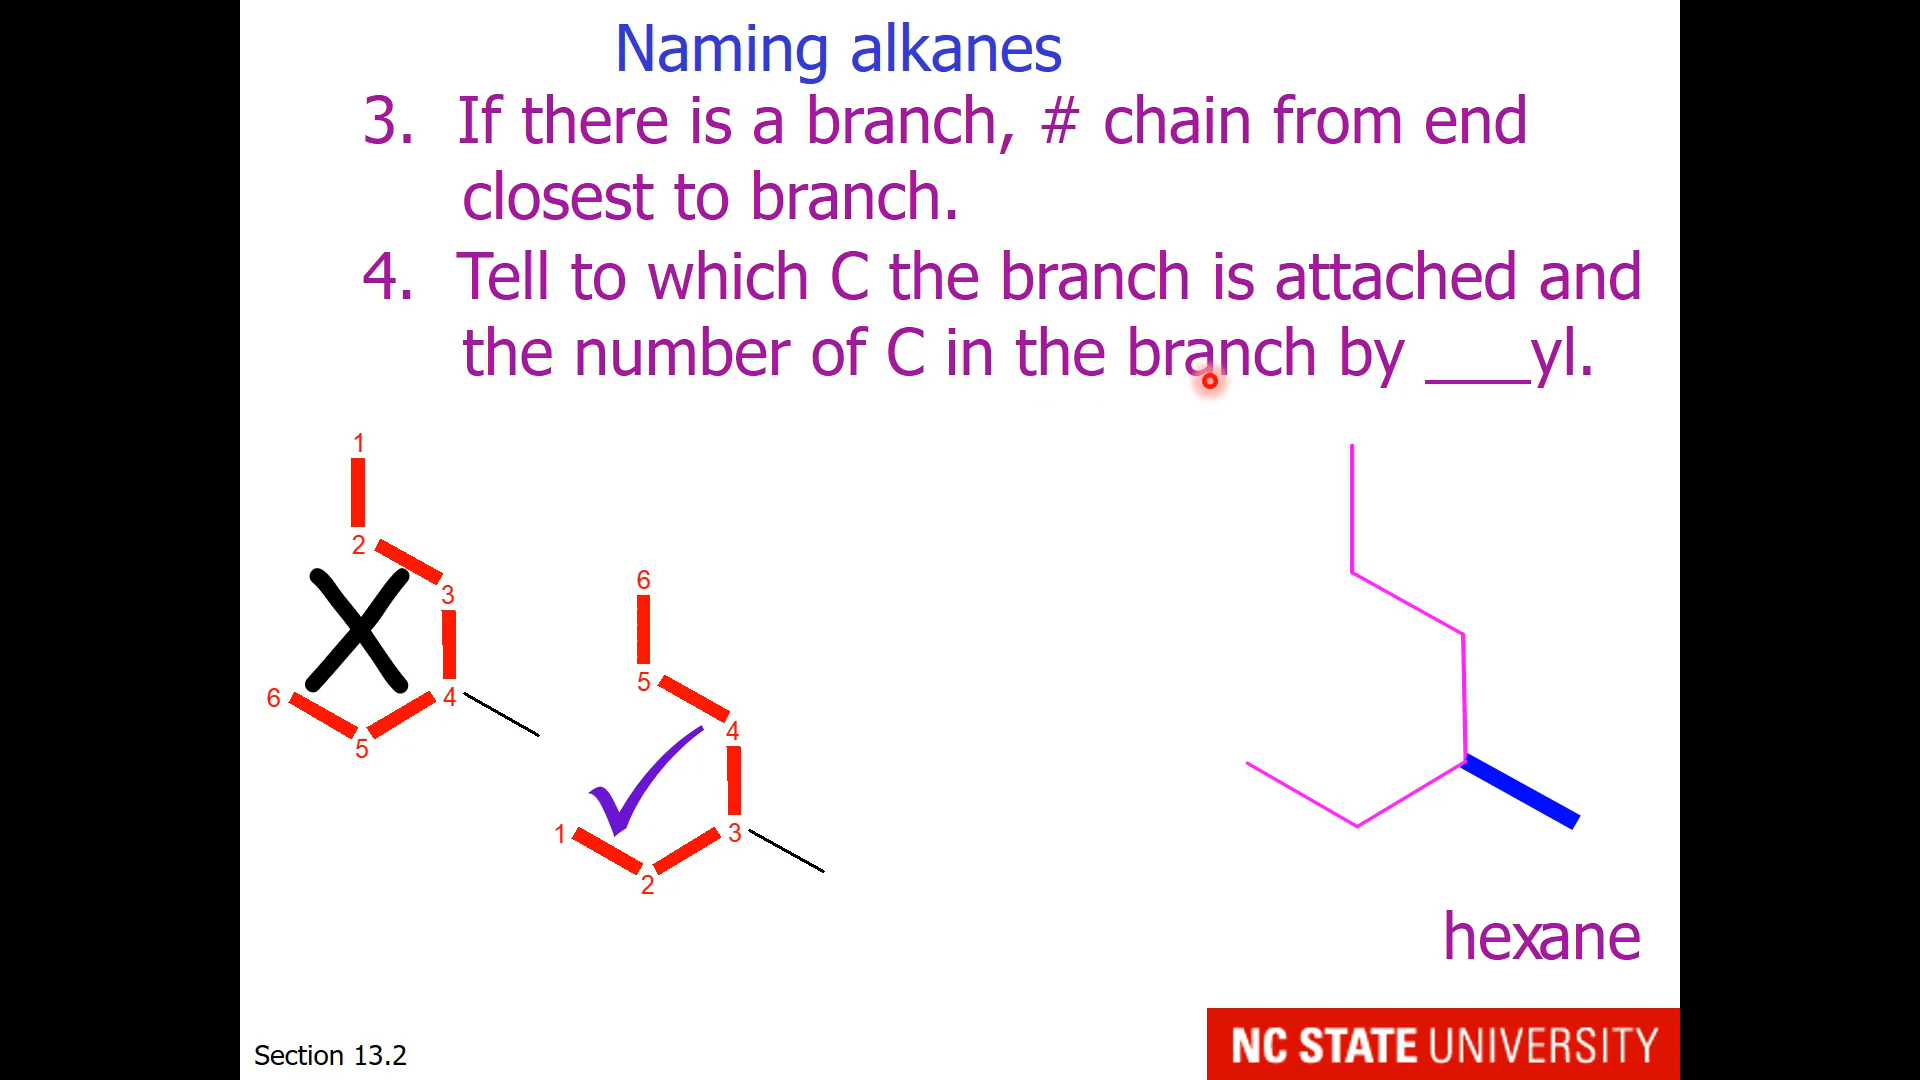 Naming alkanes
3. If there is a branch, # chain from end
closest to branch.
4. Tell to which C the branch is attached and
the number of C in the branch by ___yl.
1
2
3
4
5
6
6
5
4
3
2
1
hexane
Section 13.2
NC STATE UNIVERSITY